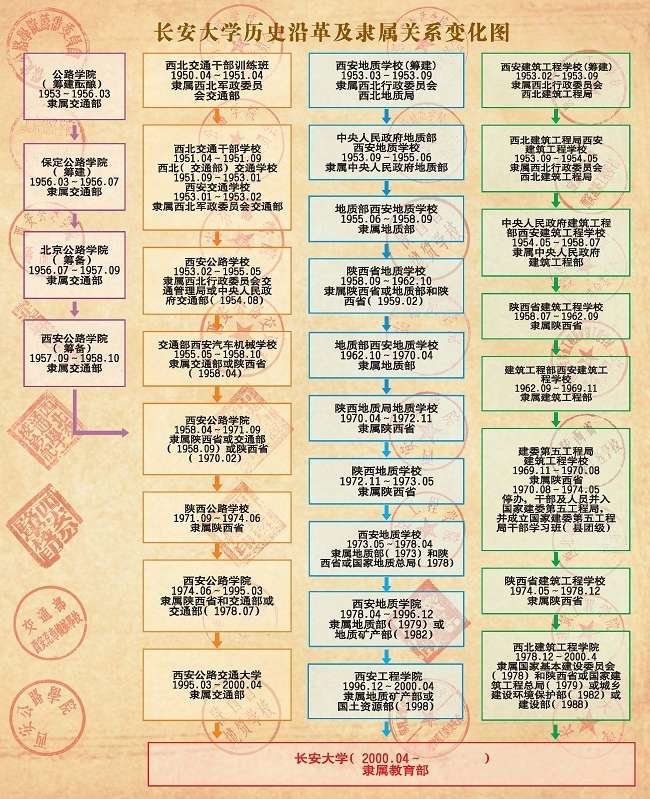 长安大学历史沿革及隶属关系变化图
公路学院
(筹建酝酿)
1953~1956.03
隶属交通部
保定公路学院
(筹建)
1956.03~1956.07
隶属交通部
北京公路学院
(筹备)
1956.07~1957.09
隶属交通部
西安公路学院
(筹备)
1957.09~1958.10
隶属交通部
西北交通干部训练班
1950.04~1951.04
隶属西北军政委员
会交通部
西北交通干部学校
1951.04~1951.09
西北(交通部)交通学校
1951.09~1953.01
西安交通学校
1953.01~1953.02
隶属西北军政委员会交通部
西安公路学校
1953.02~1955.05
隶属西北行政委员会交
通管理局或中央人民政
府交通部(1954.08)
交通部西安汽车机械学校
1955.05~1958.10
隶属交通部或陕西省
(1958.04)
西安公路学院
1958.04~1971.09
隶属陕西省或交通部
(1958.09)或陕西省
(1970.02)
陕西公路学校
1971.09~1974.06
隶属陕西省
西安公路学院
1974.06~1995.03
隶属陕西省和交通部或
交通部(1978.07)
西安公路交通大学
1995.03~2000.04
隶属交通部
西安地质学校(筹建)
1953.03~1953.09
隶属西北行政委员会
西北地质局
中央人民政府地质部
西安地质学校
1953.09~1955.06
隶属中央人民政府地质部
地质部西安地质学校
1955.06~1958.09
隶属地质部
陕西省地质学校
1958.09~1962.10
隶属陕西省或地质部和陕
西省(1959.02)
地质部西安地质学校
1962.10~1970.04
隶属地质部
陕西地质局地质学校
1970.04~1972.11
隶属陕西省
陕西地质学校
1972.11~1973.05
隶属陕西省
西安地质学校
1973.05~1978.04
隶属地质部(1973)和陕
西省或国家地质总局(1978)
西安地质学院
1978.04~1996.12
隶属地质部(1979)或
地质矿产部(1982)
西安工程学院
1996.12~2000.04
隶属地质矿产部或
国土资源部(1998)
西安建筑工程学校(筹建)
1953.02~1953.09
隶属西北行政委员会
西北建筑工程局
西北建筑工程局西安
建筑工程学校
1953.09~1954.05
隶属西北行政委员会
西北建筑工程局
中央人民政府建筑工程
部西安建筑工程学校
1954.05~1958.07
隶属中央人民政府
建筑工程部
陕西省建筑工程学校
1958.07~1962.09
隶属陕西省
建筑工程部西安建筑工
程学校
1962.09~1969.11
隶属建筑工程部
建委第五工程局
建筑工程学校
1969.11~1970.08
隶属陕西省
1970.08~1974.05
停办,干部及人员并入
国家建委第五工程局,
并成立国家建委第五工程
局干部学习班(县团级)
陕西省建筑工程学校
1974.05~1978.12
隶属陕西省
西北建筑工程学院
1978.12~2000.4
隶属国家基本建设委员会
(1978)和陕西省或国家建
筑工程总局(1979)或城乡
建设环境保护部(1982)或
建设部(1988)
长安大学(2000.04- )
隶属教育部